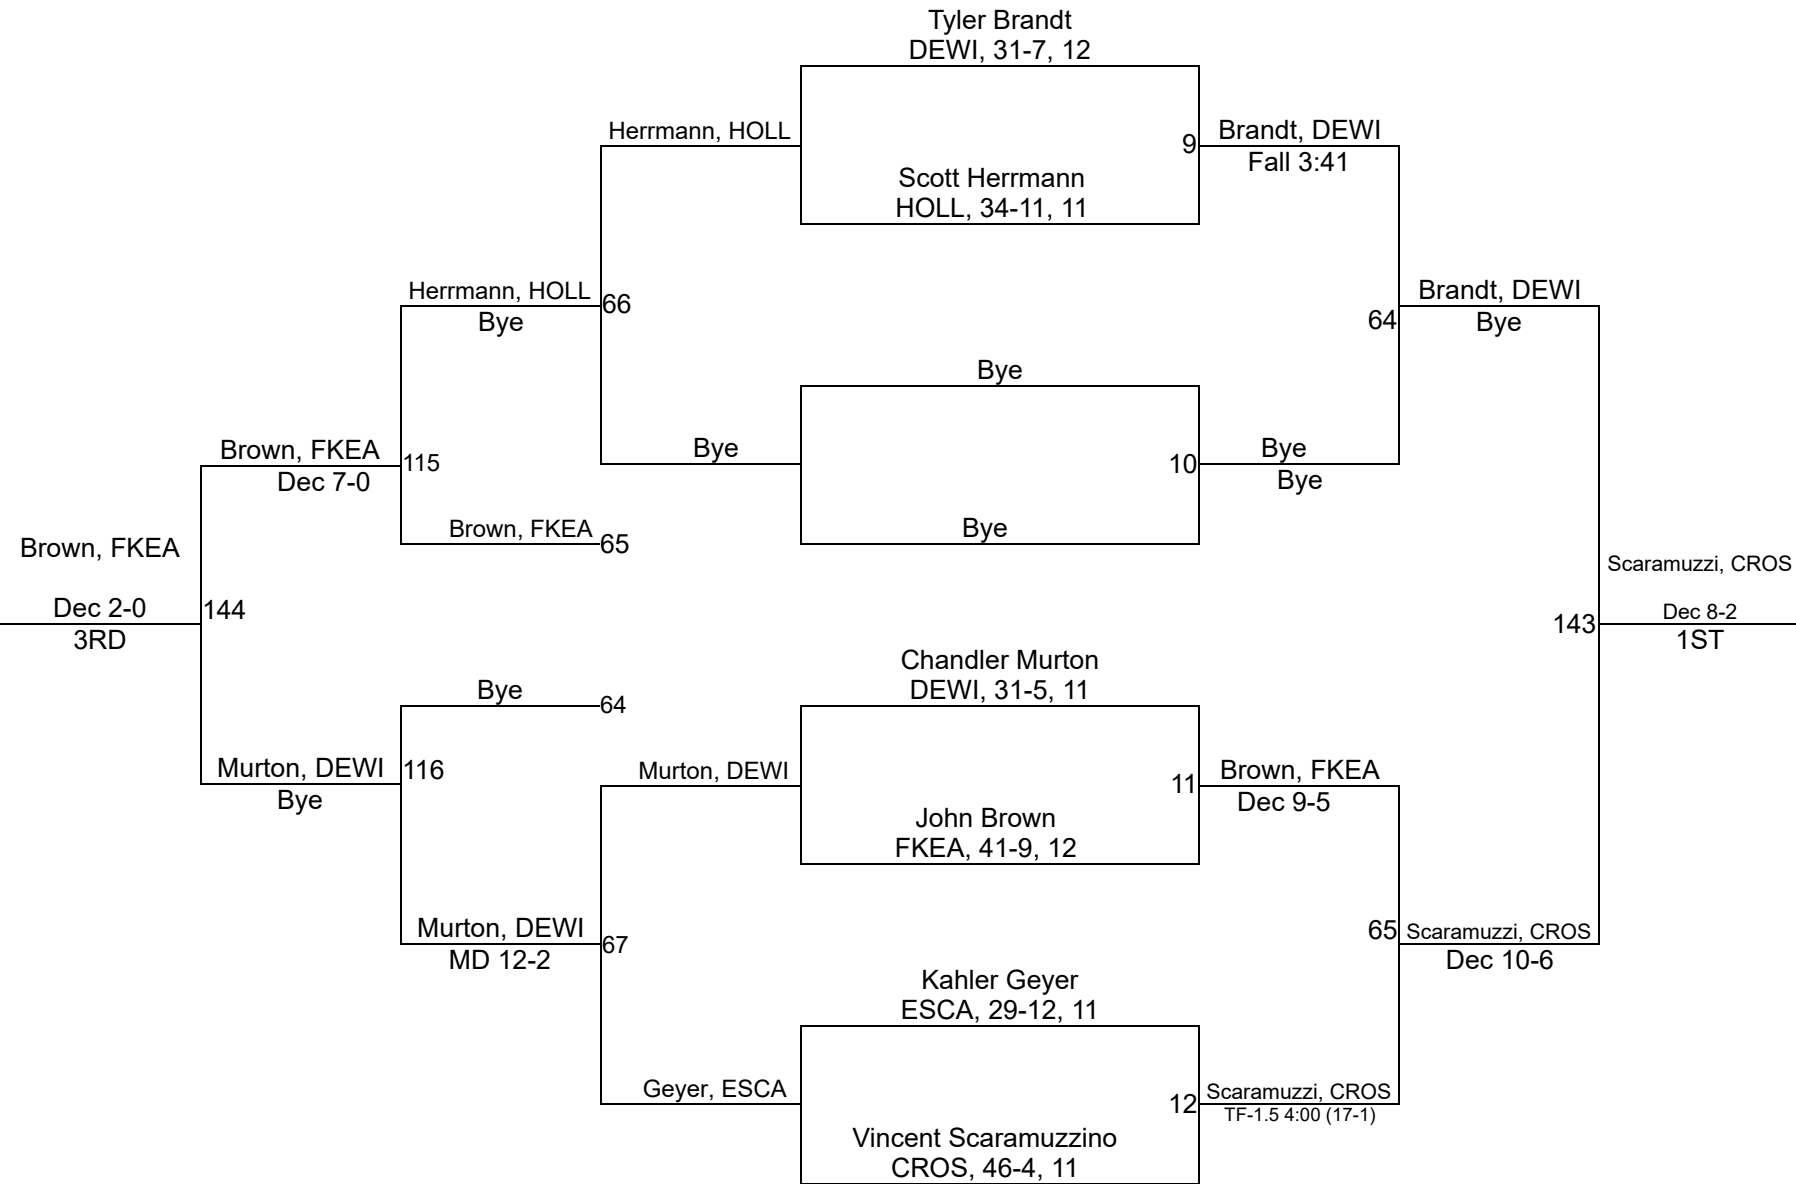 Tyler Brandt
DEWI, 31-7, 12
Herrmann, HOLL
9
Brandt, DEWI
Fall 3:41
Scott Herrmann
HOLL, 34-11, 11
Herrmann, HOLL
Bye
66
64
Brandt, DEWI
Bye
Bye
Brown, FKEA
Dec 7-0
115
Bye
10
Bye
Bye
Brown, FKEA
65
Bye
Brown, FKEA
Dec 2-0
3RD
144
Scaramuzzi, CROS
Dec 8-2
1ST
143
Chandler Murton
DEWI, 31-5, 11
Bye
64
Murton, DEWI
Bye
116
Murton, DEWI
11
Brown, FKEA
Dec 9-5
John Brown
FKEA, 41-9, 12
Murton, DEWI
MD 12-2
67
65
Scaramuzzi, CROS
Dec 10-6
Kahler Geyer
ESCA, 29-12, 11
Geyer, ESCA
12
Scaramuzzi, CROS
TF-1.5 4:00 (17-1)
Vincent Scaramuzzino
CROS, 46-4, 11